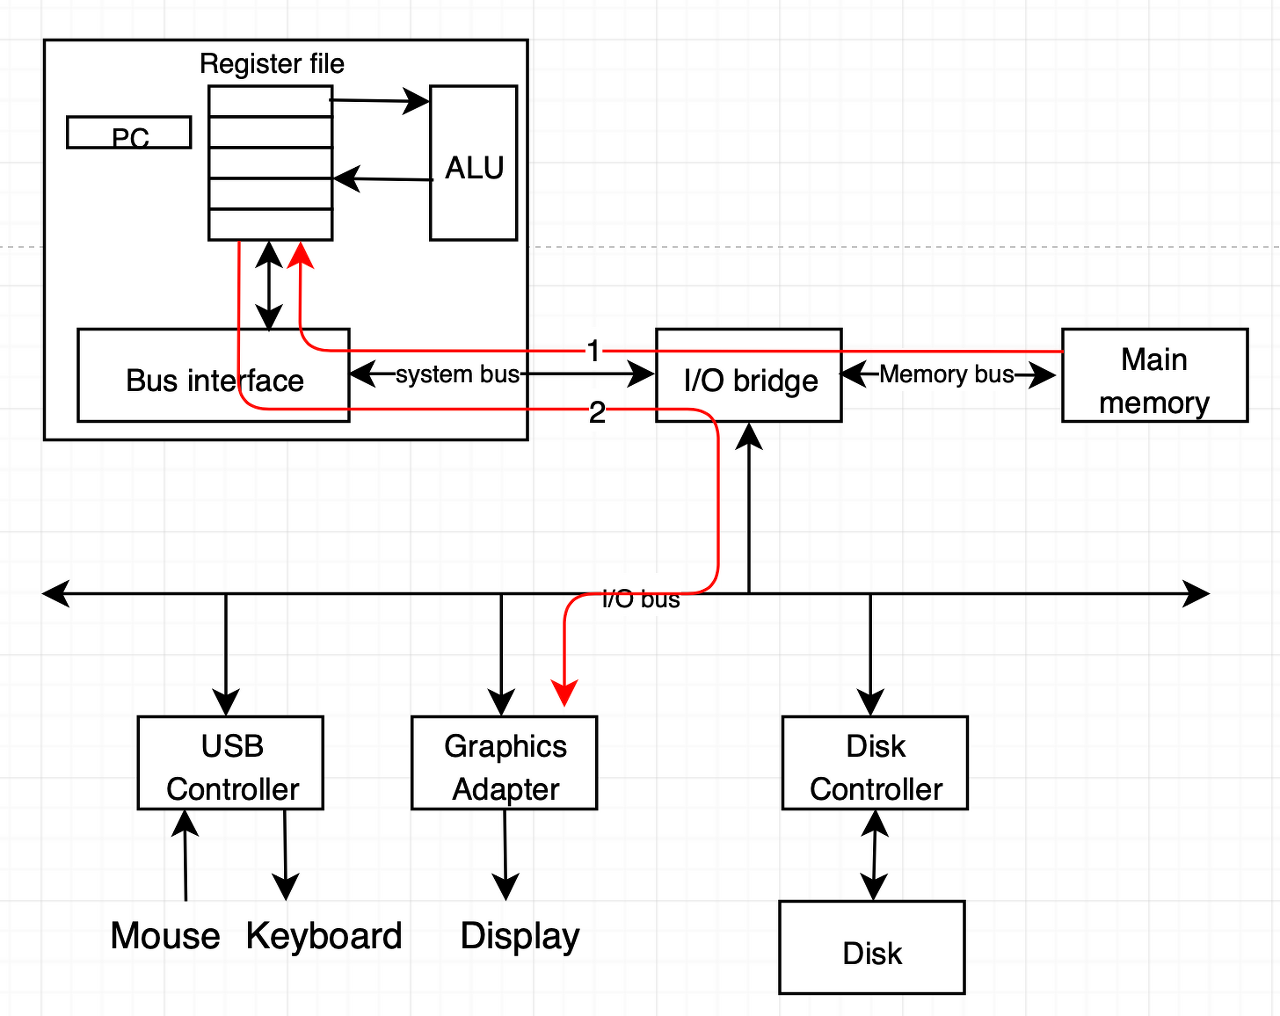 Register file
PC
ALU
1
Bus interface
system bus
I/O bridge
Memory bus
Main
memory
2
I/O bus
USB
Controller
Graphics
Adapter
Disk
Controller
Mouse
Keyboard
Display
Disk